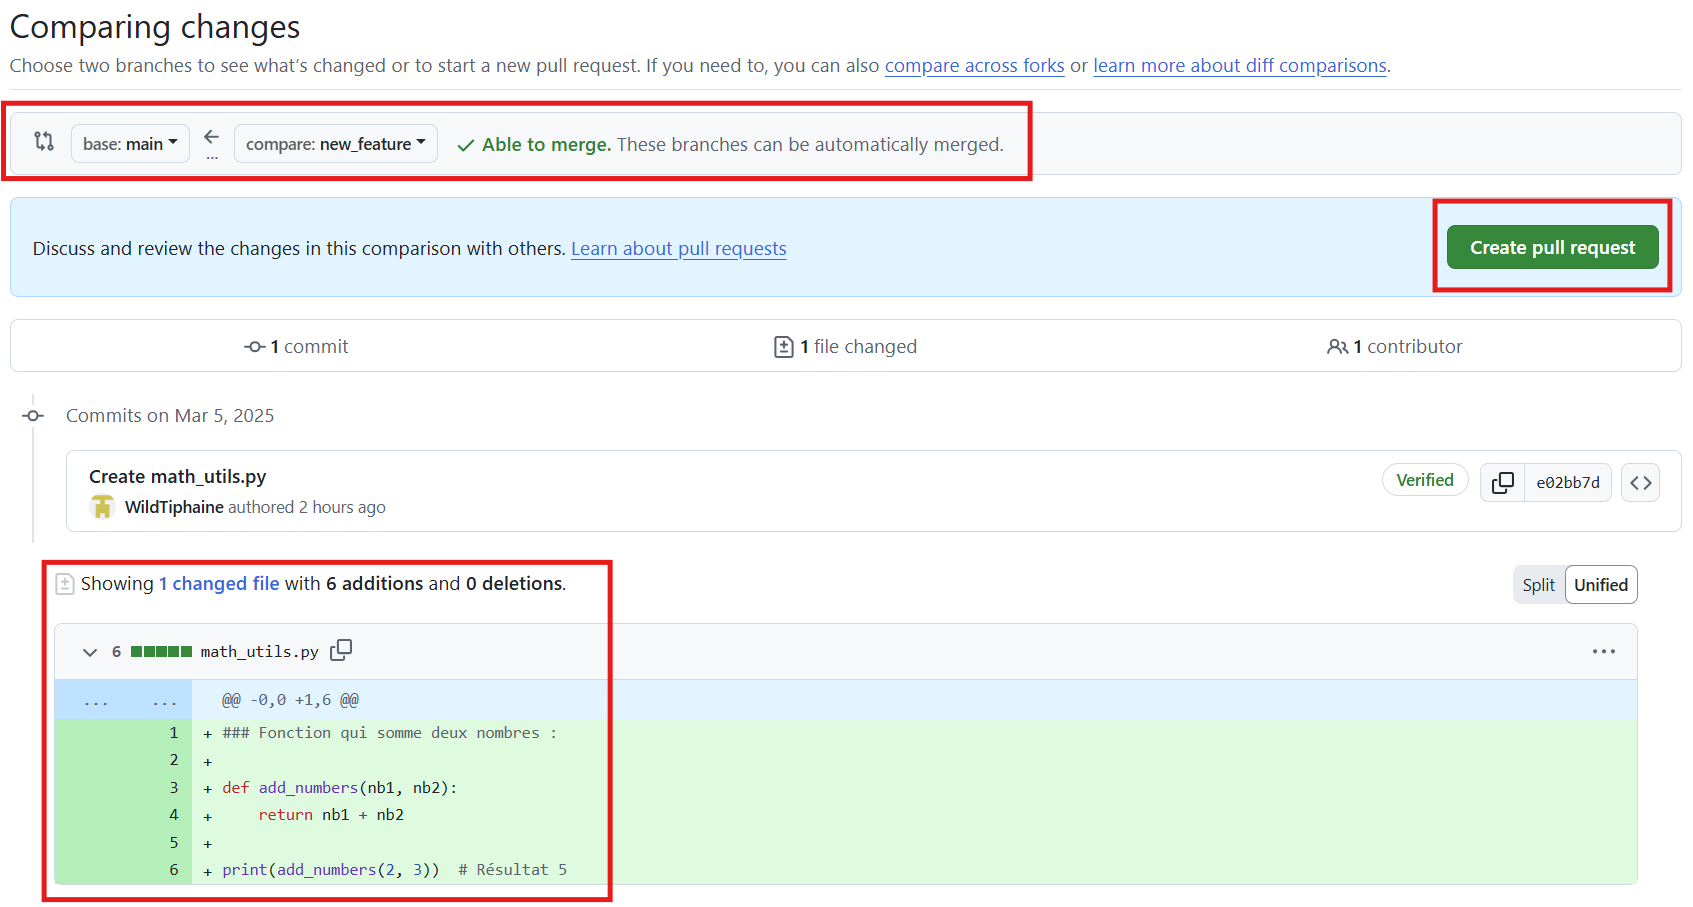 Comparing changes
Choose two branches to see what’s changed or to start a new pull request. If you need to, you can also compare across forks or learn more about diff comparisons.
base: main ... compare: new_feature Able to merge. These branches can be automatically merged.
Discuss and review the changes in this comparison with others. Learn about pull requests Create pull request
1 commit 1 file changed 1 contributor
Commits on Mar 5, 2025
Create math_utils.py Verified e02bb7d
WildTiphaine authored 2 hours ago
Showing 1 changed file with 6 additions and 0 deletions. Split Unified
6 math_utils.py
... ... @@ -0,0 +1,6 @@
1 + ### Fonction qui somme deux nombres :
2 +
3 + def add_numbers(nb1, nb2):
4 + return nb1 + nb2
5 +
6 + print(add_numbers(2, 3)) # Résultat 5